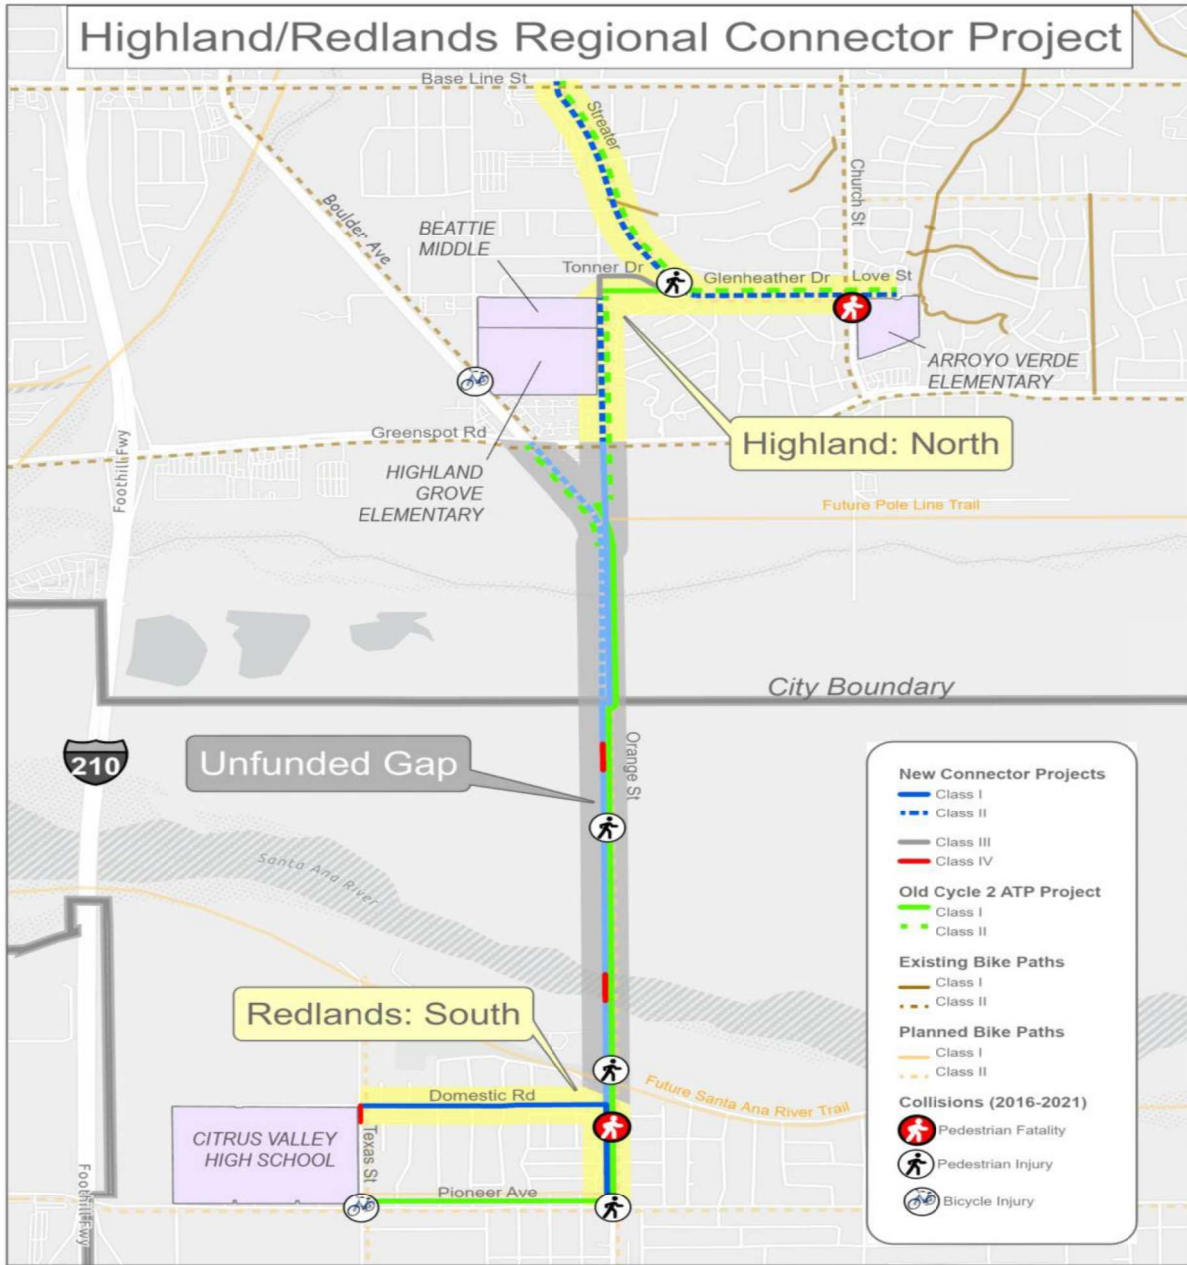 Highland/Redlands Regional Connector Project
Base Line St
Streater
Boulder Ave
Church St
BEATTIE
MIDDLE
Tonner Dr
Glenheather Dr
Love St
ARROYO VERDE
ELEMENTARY
Highland: North
Greenspot Rd
Foothill Fwy
HIGHLAND
GROVE
ELEMENTARY
Future Pole Line Trail
City Boundary
Unfunded Gap
Orange St
210
Santa Ana River
Redlands: South
Domestic Rd
Future Santa Ana River Trail
CITRUS VALLEY
HIGH SCHOOL
Texas St
Pioneer Ave
Foothill Fwy
New Connector Projects
Class I
Class II
Class III
Class IV
Old Cycle 2 ATP Project
Class I
Class II
Existing Bike Paths
Class I
Class II
Planned Bike Paths
Class I
Class II
Collisions (2016-2021)
Pedestrian Fatality
Pedestrian Injury
Bicycle Injury